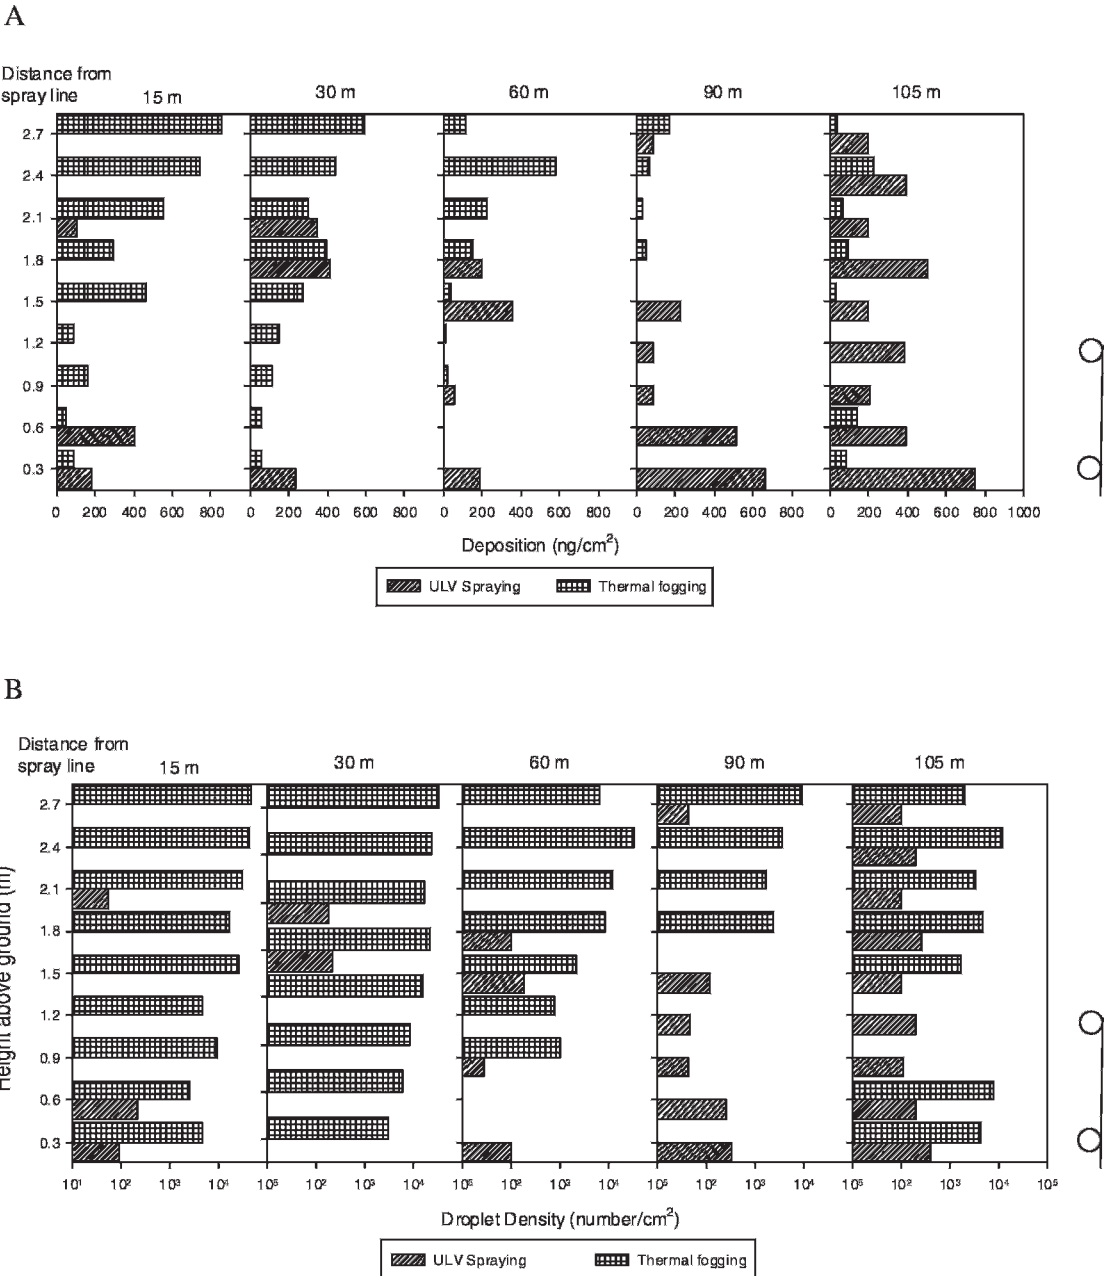 A
Distance from
spray line
15 m 30 m 60 m 90 m 105 m
2.7
2.4
2.1
1.8
1.5
1.2
0.9
0.6
0.3
0 200 400 600 800 0 200 400 600 800 0 200 400 600 800 0 200 400 600 800 0 200 400 600 800 1000
Deposition (ng/cm²)
ULV Spraying Thermal fogging
B
Distance from
spray line
15 m 30 m 60 m 90 m 105 m
Height above ground (m)
2.7
2.4
2.1
1.8
1.5
1.2
0.9
0.6
0.3
10¹ 10² 10³ 10⁴ 10² 10³ 10⁴ 10² 10³ 10⁴ 10² 10³ 10⁴ 10² 10³ 10⁴ 10⁵
Droplet Density (number/cm²)
ULV Spraying Thermal fogging